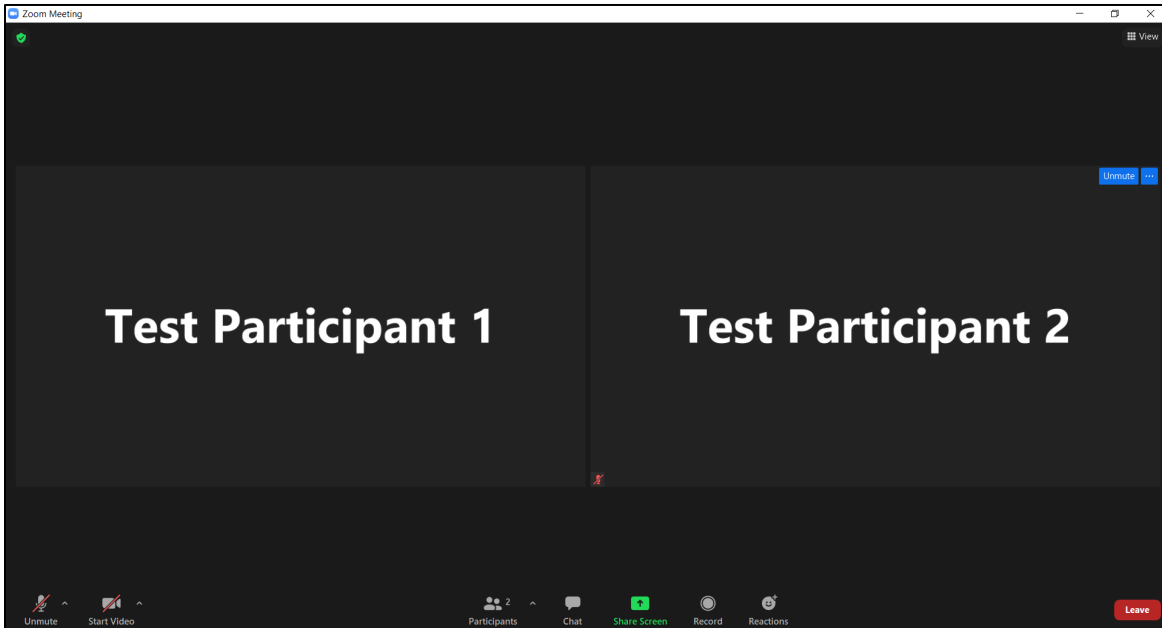 Zoom Meeting
View
Unmute ...
Test Participant 1
Test Participant 2
2
Unmute
Start Video
Participants
Chat
Share Screen
Record
Reactions
Leave